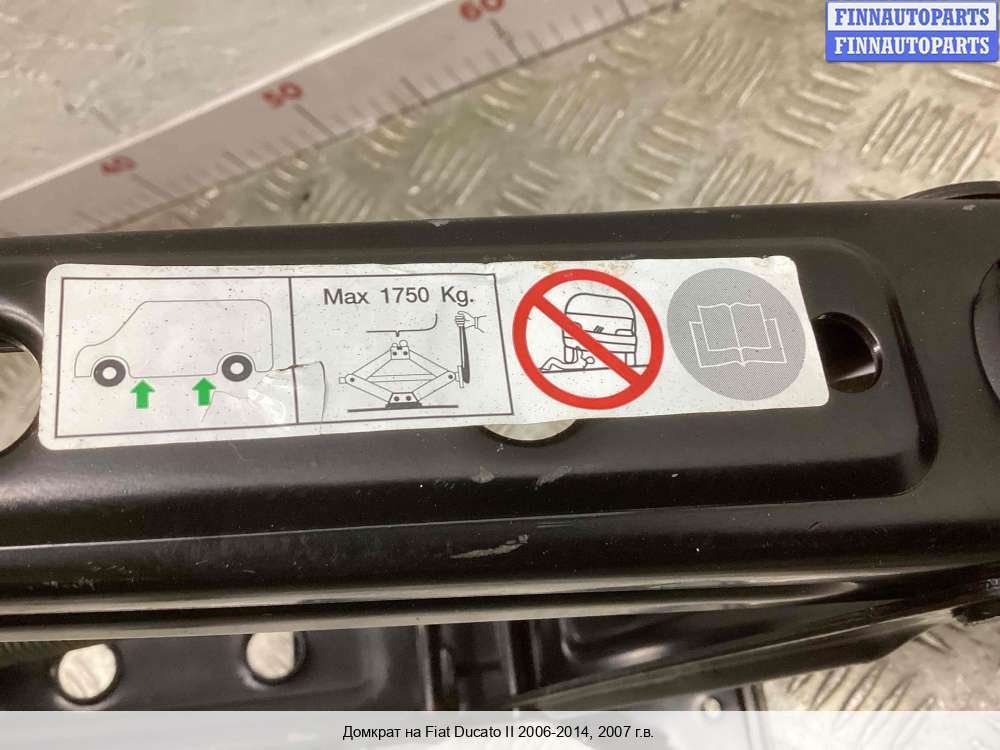 60
FINNAUTOPARTS
FINNAUTOPARTS
50
40
Max 1750 Kg.
Домкрат на Fiat Ducato II 2006-2014, 2007 г.в.